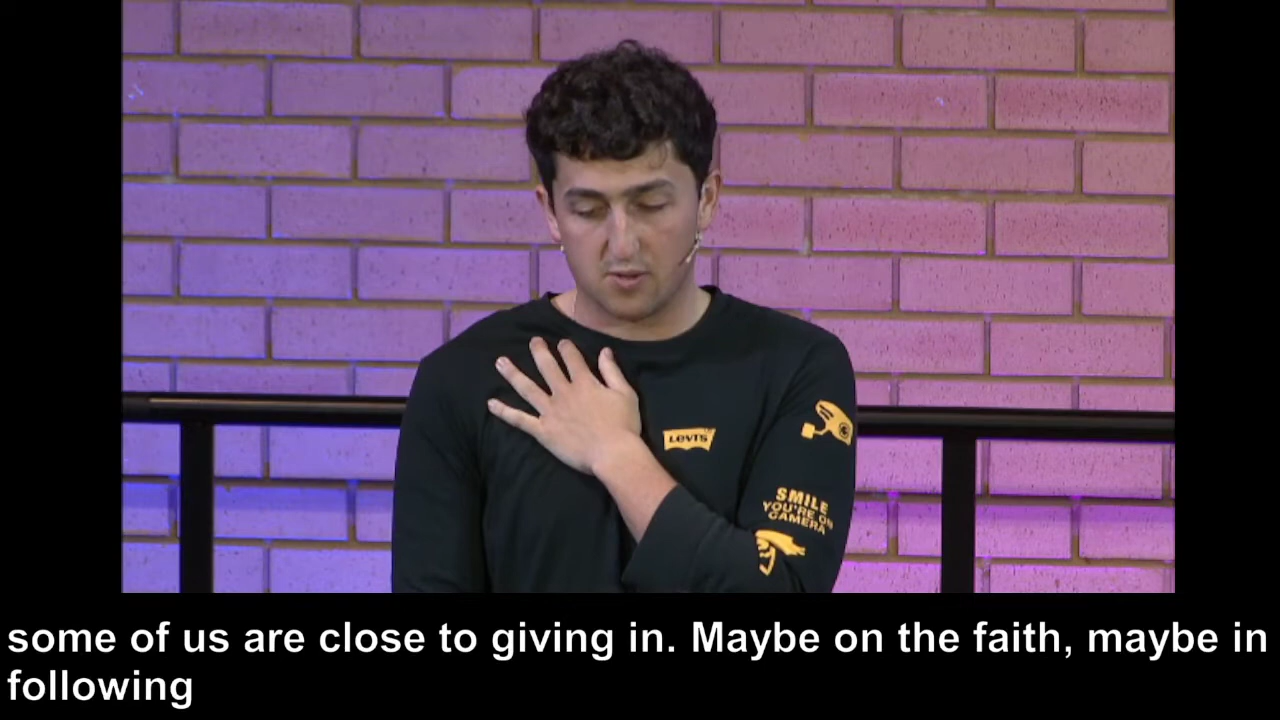 LEVI'S
SMILE
YOU'RE ON
CAMERA
some of us are close to giving in. Maybe on the faith, maybe in
following